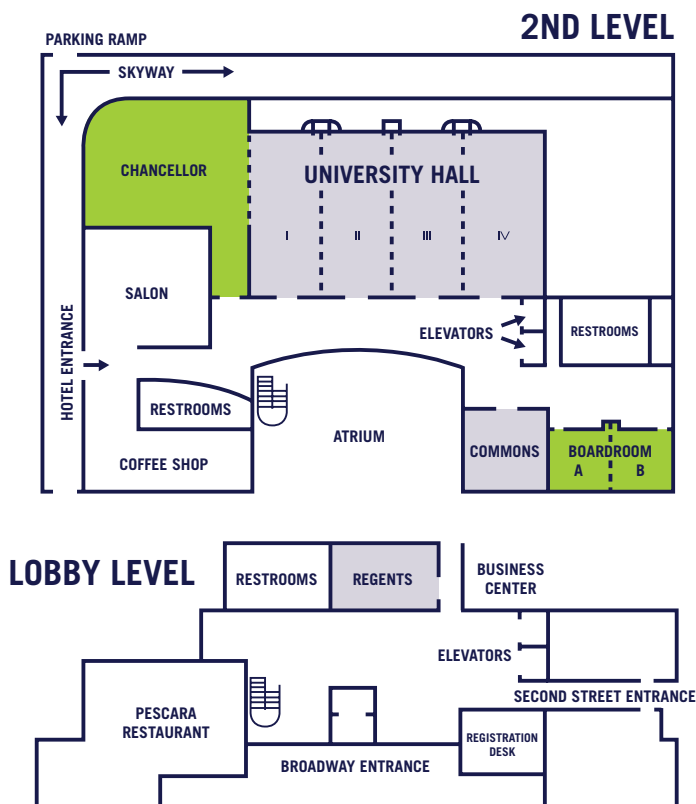 2ND LEVEL
PARKING RAMP
SKYWAY
CHANCELLOR
UNIVERSITY HALL
I
II
III
IV
SALON
ELEVATORS
RESTROOMS
HOTEL ENTRANCE
RESTROOMS
ATRIUM
COMMONS
BOARDROOM
A
B
COFFEE SHOP
LOBBY LEVEL
RESTROOMS
REGENTS
BUSINESS
CENTER
ELEVATORS
SECOND STREET ENTRANCE
PESCARA
RESTAURANT
REGISTRATION
DESK
BROADWAY ENTRANCE